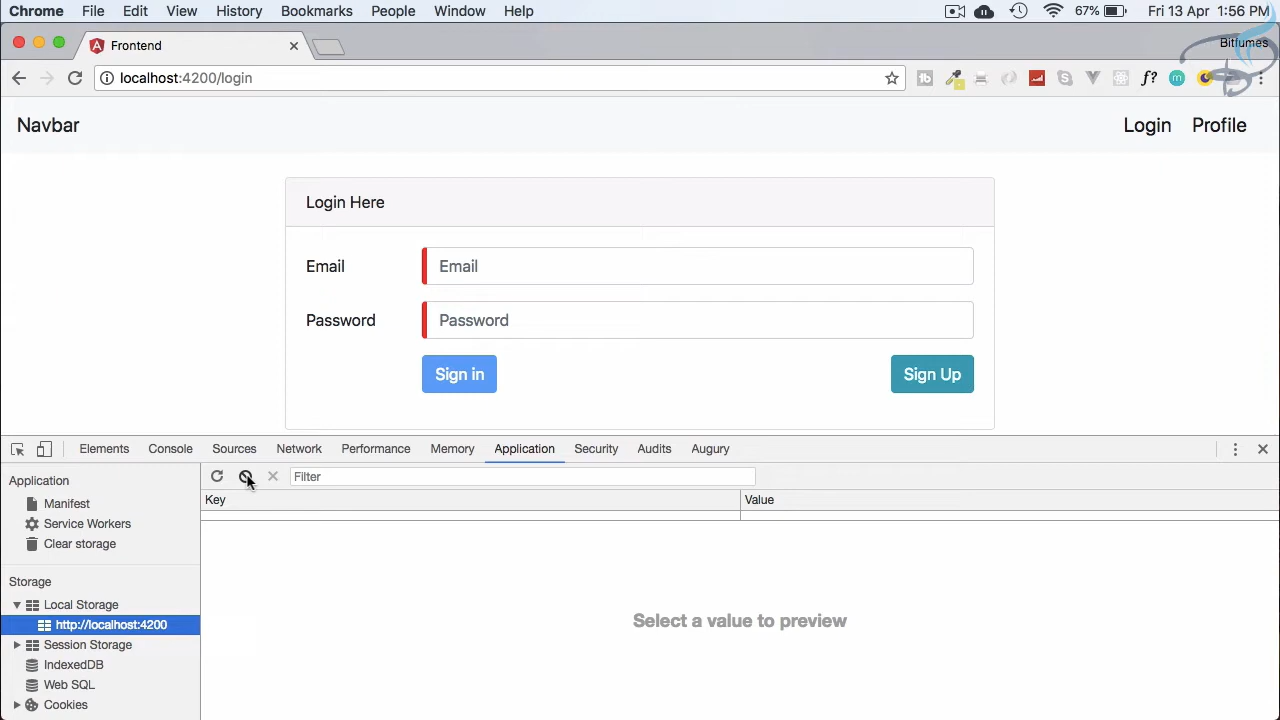 Chrome File Edit View History Bookmarks People Window Help 67% Fri 13 Apr 1:56 PM
Frontend Bitfumes
localhost:4200/login f?
Navbar Login Profile
Login Here
Email Email
Password Password
Sign in Sign Up
Elements Console Sources Network Performance Memory Application Security Audits Augury
Application Filter
Key Value
Manifest
Service Workers
Clear storage
Storage
Local Storage
http://localhost:4200
Select a value to preview
Session Storage
IndexedDB
Web SQL
Cookies